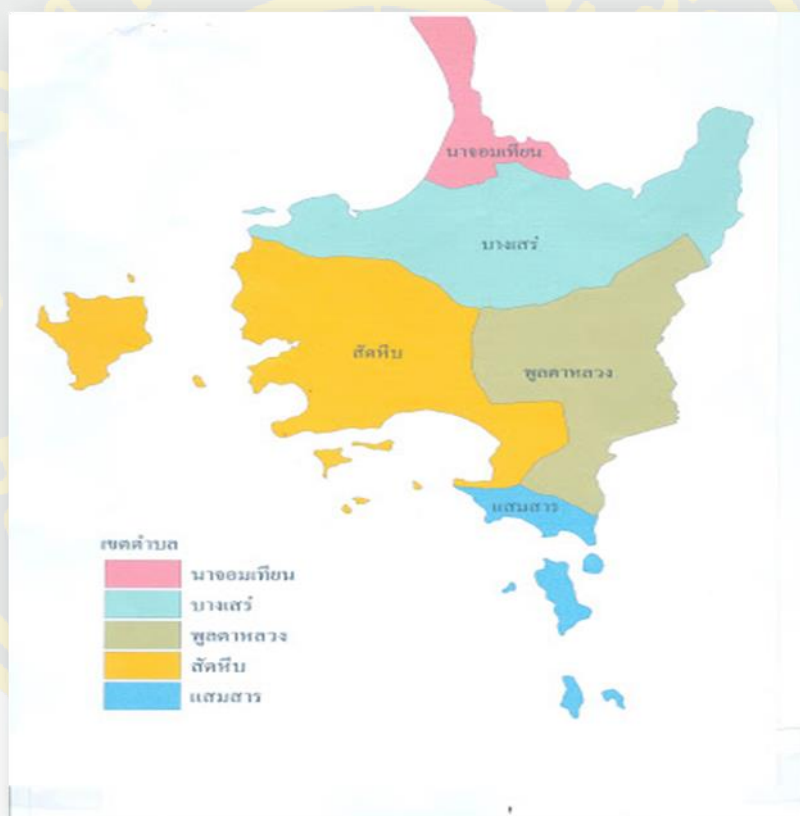 นาจอมเทียน
บางเสร่
สัตหีบ
พูลตาหลวง
แสมสาร
เขตตำบล
นาจอมเทียน
บางเสร่
พูลตาหลวง
สัตหีบ
แสมสาร